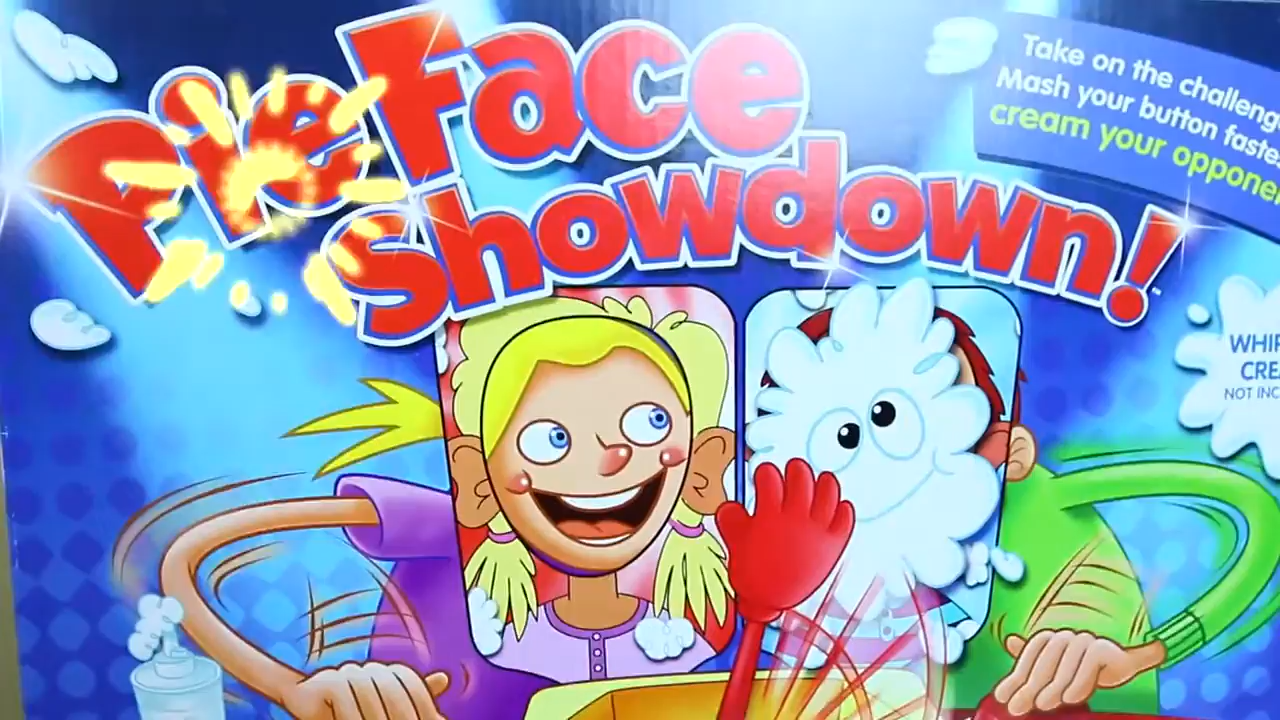 Pie Face
Showdown!
Take on the challeng
Mash your button faste
cream your oppone
WHIP
CREA
NOT INC